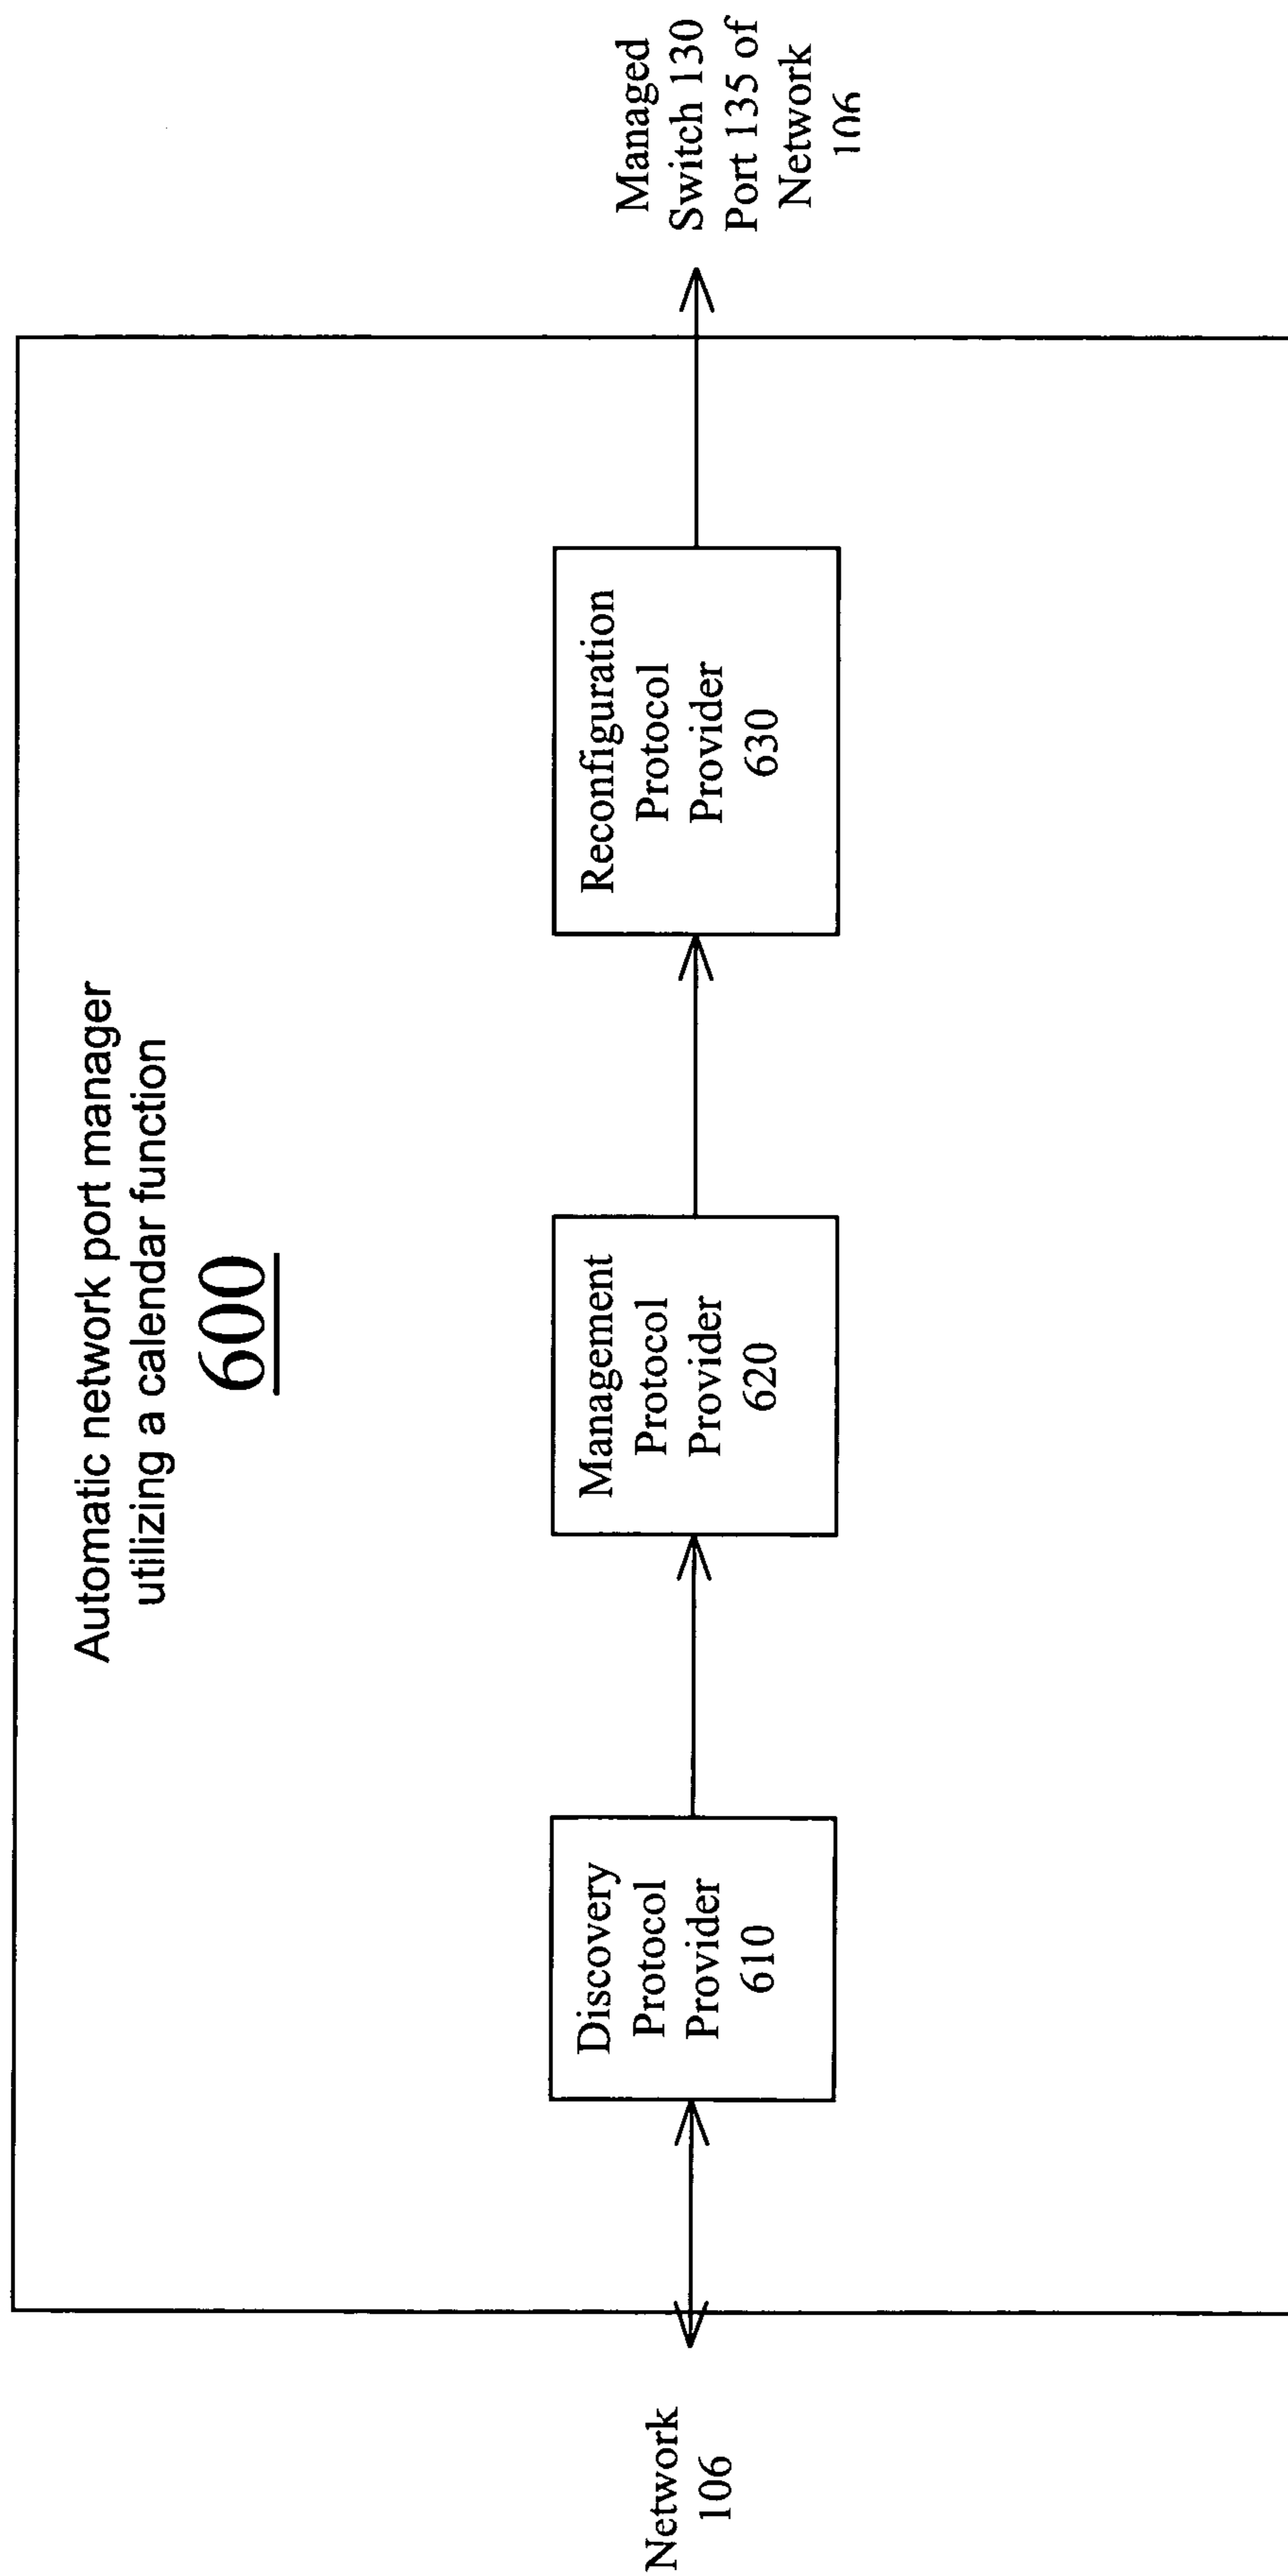 Automatic network port manager
utilizing a calendar function
600
Network
106
Discovery
Protocol
Provider
610
Management
Protocol
Provider
620
Reconfiguration
Protocol
Provider
630
Managed
Switch 130
Port 135 of
Network
106